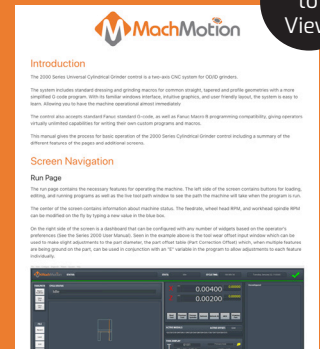 to
View
MachMotion
Introduction
The 2000 Series Universal Cylindrical Grinder control is a two-axis CNC system for OD/ID grinders.
The system includes standard dressing and grinding macros for common straight, tapered and profile geometries with a more
simplified G code program. With its familiar windows interface, intuitive graphics, and user friendly layout, the system is easy to
learn. Allowing you to have the machine operational almost immediately.
The control also accepts standard Fanuc standard G-code, as well as Fanuc Macro B programming compatibility, giving operators
virtually unlimited capabilities for writing their own custom programs and macros.
This manual gives the process for basic operation of the 2000 Series Cylindrical Grinder control including a summary of the
different features of the pages and additional screens.
Screen Navigation
Run Page
The run page contains the necessary features for operating the machine. The left side of the screen contains buttons for loading,
editing, and running programs as well as the live tool path window to see the path the machine will take when the program is run.
The center of the screen contains information about machine status. The feedrate, wheel head RPM, and workhead spindle RPM
can be modified on the fly by typing a new value in the blue box.
On the right side of the screen is a dashboard that can be configured with any number of widgets based on the operator's
preferences (See the Series 2000 User Manual). Seen in the example above is the tool wear offset input window which can be
used to make slight adjustments to the part diameter, the part offset table (Part Correction Offset) which, when multiple features
are being ground on the part, can be used in conjunction with an "E" variable in the program to allow adjustments to each feature
individually.
MachMotion
0.00400
0.00200